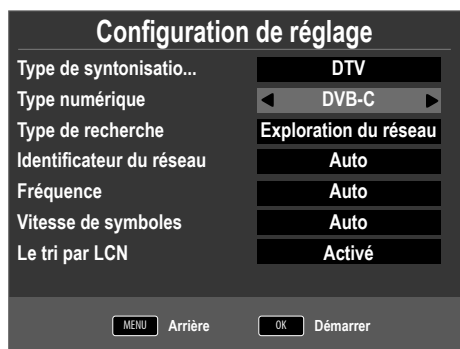 Configuration de réglage
Type de syntonisatio... DTV
Type numérique DVB-C
Type de recherche Exploration du réseau
Identificateur du réseau Auto
Fréquence Auto
Vitesse de symboles Auto
Le tri par LCN Activé
MENU Arrière OK Démarrer